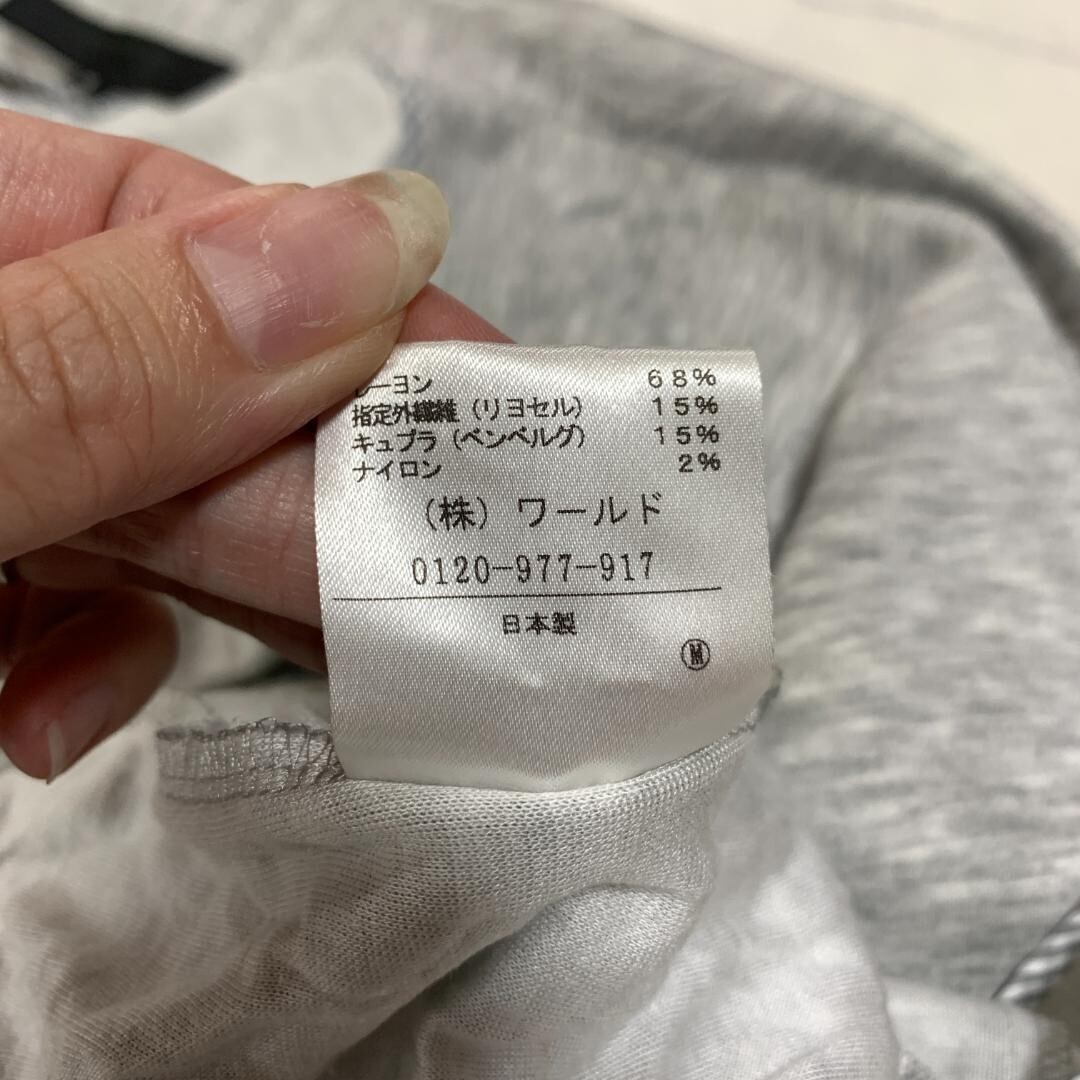 レーヨン 68%
指定外繊維（リヨセル） 15%
キュプラ（ベンベルグ） 15%
ナイロン 2%
（株）ワールド
0120-977-917
日本製
Ⓜ